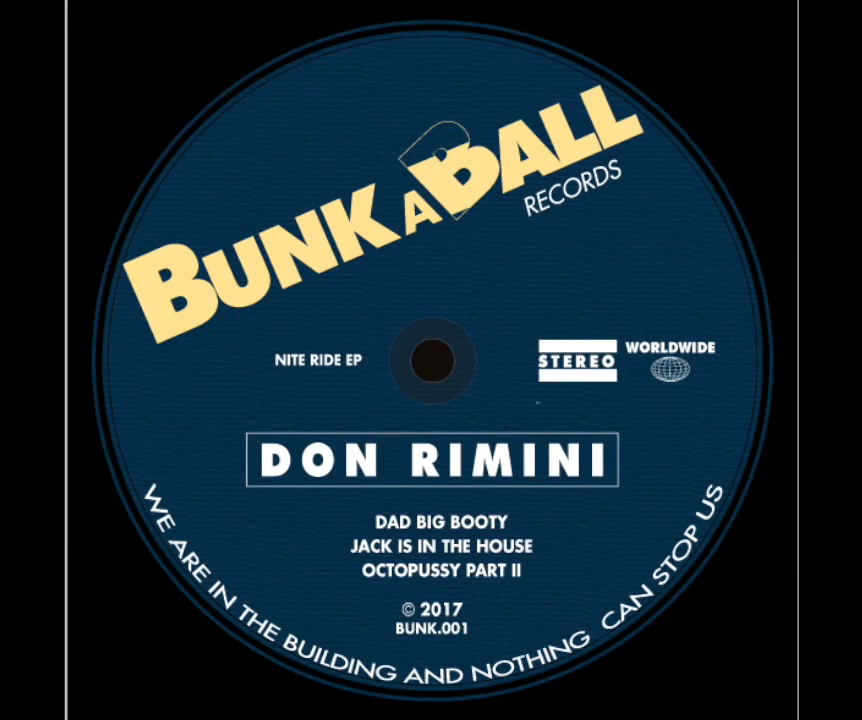 BUNK A BALL
RECORDS
NITE RIDE EP
STEREO
WORLDWIDE
DON RIMINI
DAD BIG BOOTY
JACK IS IN THE HOUSE
OCTOPUSSY PART II
© 2017
BUNK.001
WE ARE IN THE BUILDING AND NOTHING CAN STOP US